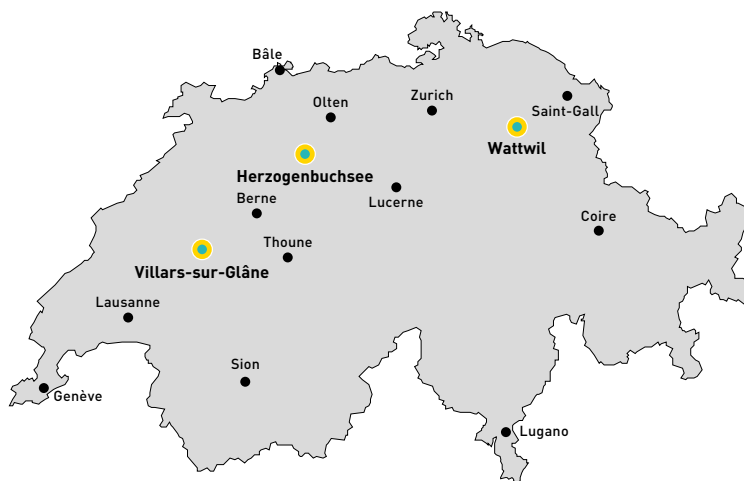 Bâle
Olten
Zurich
Saint-Gall
Wattwil
Herzogenbuchsee
Lucerne
Berne
Coire
Thoune
Villars-sur-Glâne
Lausanne
Sion
Genève
Lugano